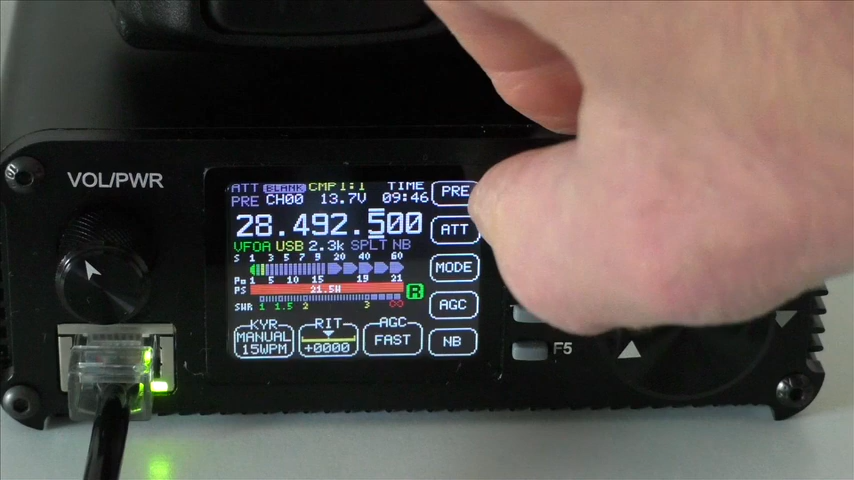 VOL/PWR
ATT BLANK CMP1:1 TIME
PRE CH00 13.7V 09:46
28.492.500
VFOA USB 2.3k SPLT NB
S 1 3 5 7 9 20 40 60
Po 1 5 10 15 19 21
PS 21.5W
R
SWR 1 1.5 2 3 ∞
KYR
MANUAL
15WPM
RIT
+0000
AGC
FAST
PRE
ATT
MODE
AGC
NB
F5